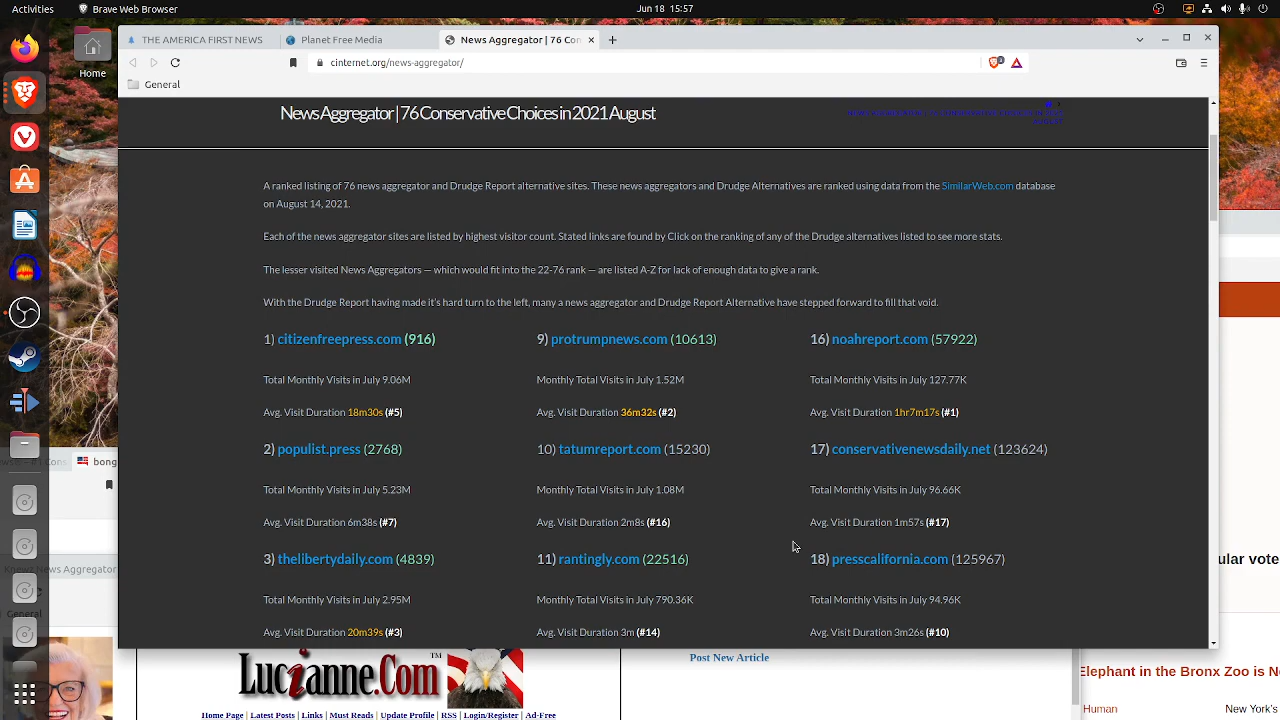 Activities
Brave Web Browser
Jun 18 15:57
THE AMERICA FIRST NEWS
Planet Free Media
News Aggregator | 76 Con
Home
cinternet.org/news-aggregator/
General
News Aggregator | 76 Conservative Choices in 2021 August
A ranked listing of 76 news aggregator and Drudge Report alternative sites. These news aggregators and Drudge Alternatives are ranked using data from the SimilarWeb.com database
on August 14, 2021.
Each of the news aggregator sites are listed by highest visitor count. Stated links are found by Click on the ranking of any of the Drudge alternatives listed to see more stats.
The lesser visited News Aggregators — which would fit into the 22-76 rank — are listed A-Z for lack of enough data to give a rank.
With the Drudge Report having made it's hard turn to the left, many a news aggregator and Drudge Report Alternative have stepped forward to fill that void.
1) citizenfreepress.com (916)
Total Monthly Visits in July 9.06M
Avg. Visit Duration 18m30s (#5)
2) populist.press (2768)
Total Monthly Visits in July 5.23M
Avg. Visit Duration 6m38s (#7)
3) thelibertydaily.com (4839)
Total Monthly Visits in July 2.95M
Avg. Visit Duration 20m39s (#3)
9) protrumpnews.com (10613)
Monthly Total Visits in July 1.52M
Avg. Visit Duration 36m32s (#2)
10) tatumreport.com (15230)
Monthly Total Visits in July 1.08M
Avg. Visit Duration 2m8s (#16)
11) rantingly.com (22516)
Monthly Total Visits in July 790.36K
Avg. Visit Duration 3m (#14)
16) noahreport.com (57922)
Total Monthly Visits in July 127.77K
Avg. Visit Duration 1hr7m17s (#1)
17) conservativenewsdaily.net (123624)
Total Monthly Visits in July 96.66K
Avg. Visit Duration 1m57s (#17)
18) presscalifornia.com (125967)
Total Monthly Visits in July 94.96K
Avg. Visit Duration 3m26s (#10)
bong
Knewz News Aggregator
General
ular vote
Lucianne.Com™
Home Page | Latest Posts | Links | Must Reads | Update Profile | RSS | Login/Register | Ad-Free
Post New Article
Elephant in the Bronx Zoo is N
Human
New York's